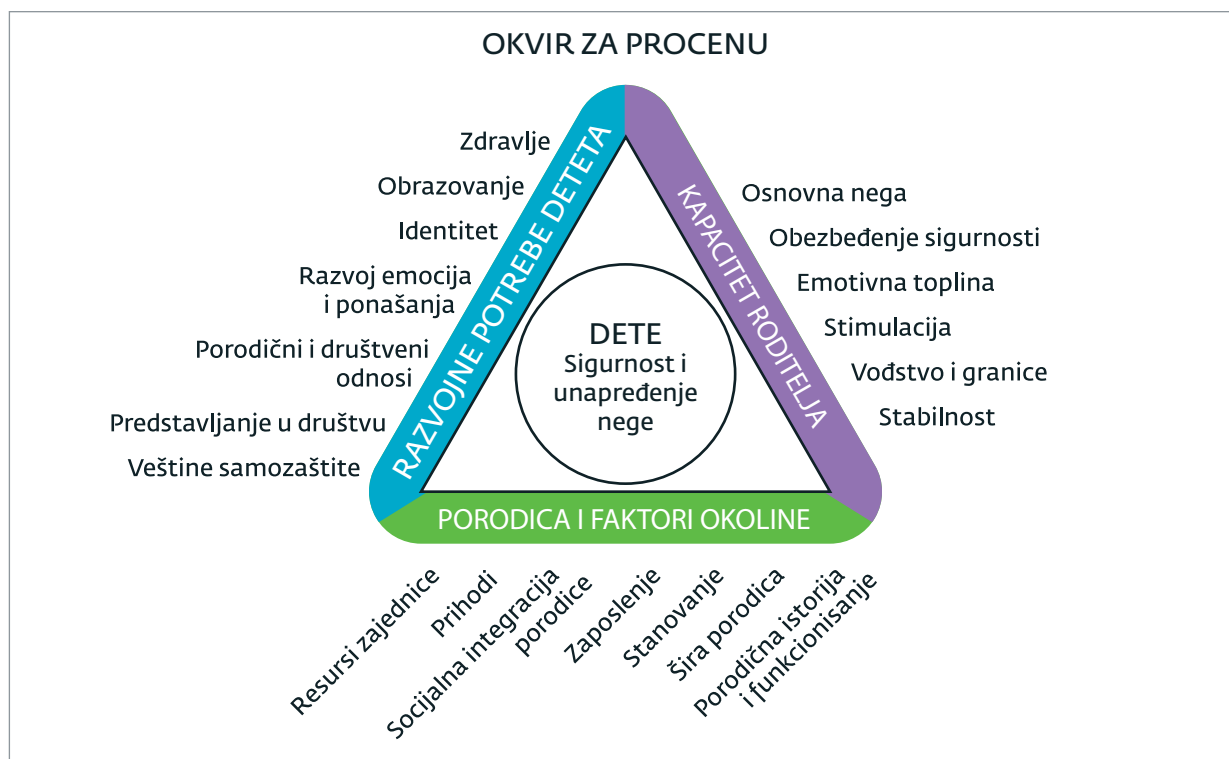 OKVIR ZA PROCENU
RAZVOJNE POTREBE DETETA
Zdravlje
Obrazovanje
Identitet
Razvoj emocija
i ponašanja
Porodični i društveni
odnosi
Predstavljanje u društvu
Veštine samozaštite
KAPACITET RODITELJA
Osnovna nega
Obezbeđenje sigurnosti
Emotivna toplina
Stimulacija
Vođstvo i granice
Stabilnost
DETE
Sigurnost i
unapređenje
nege
PORODICA I FAKTORI OKOLINE
Resursi zajednice
Prihodi
Socijalna integracija
porodice
Zaposlenje
Stanovanje
Šira porodica
Porodična istorija
i funkcionisanje